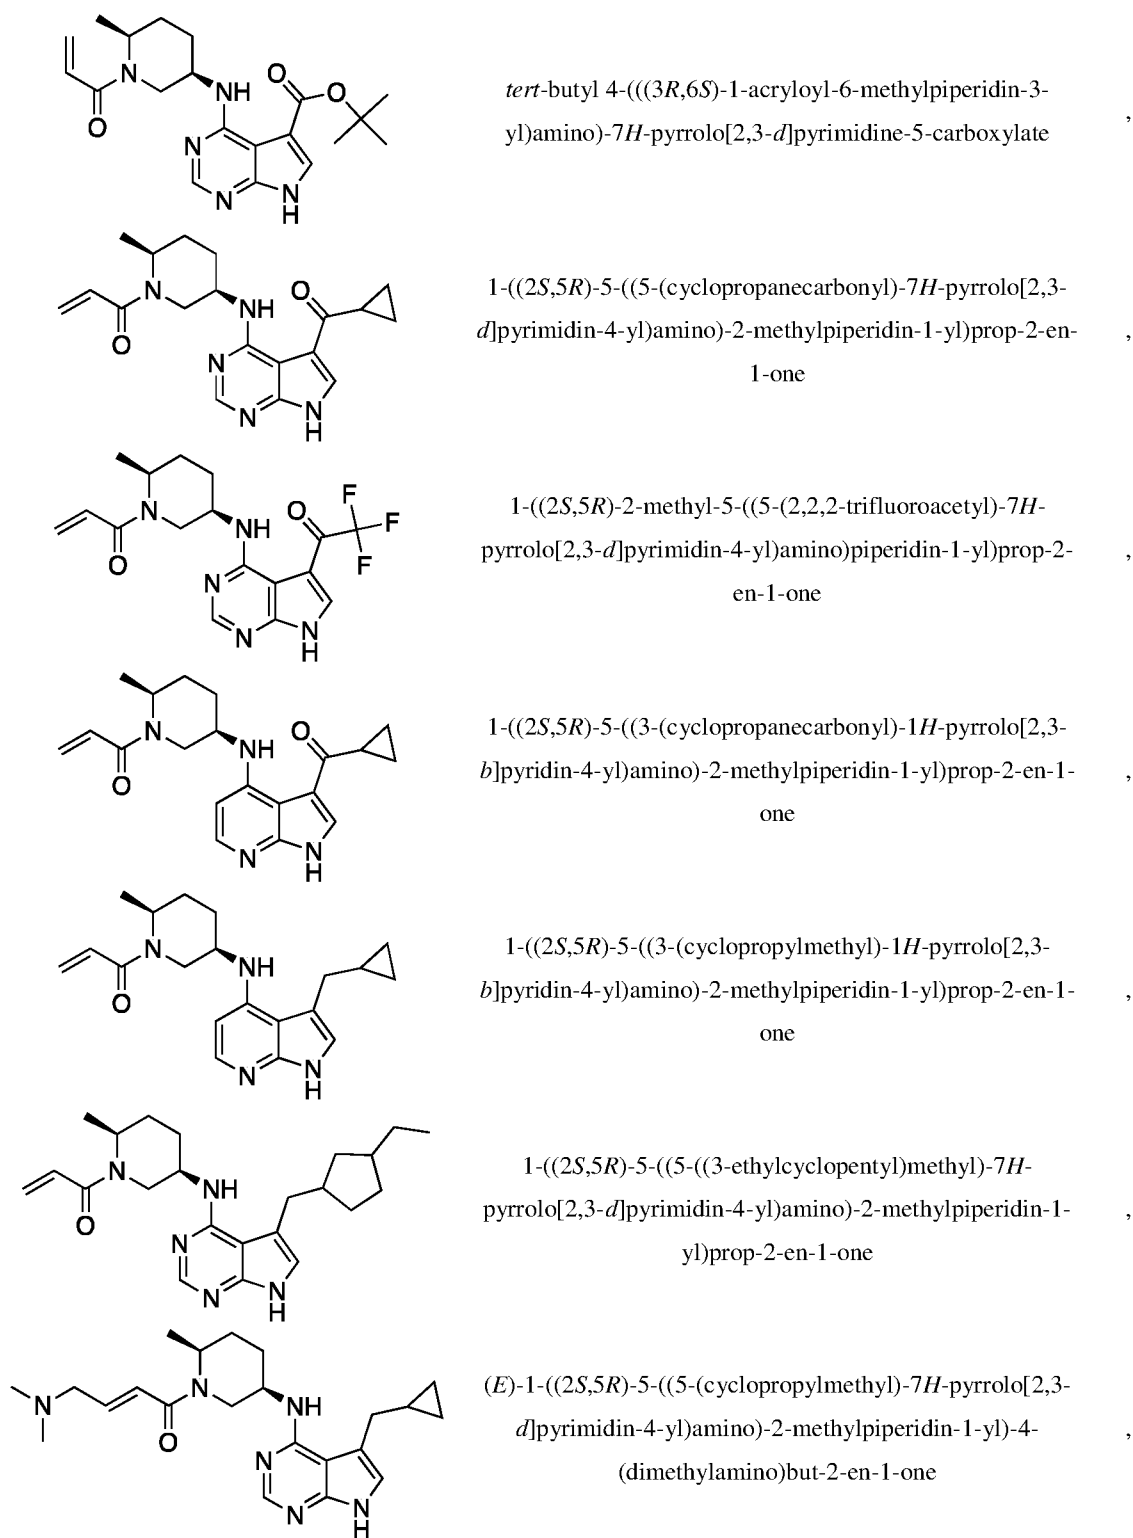 NH
N
O
O
O
N
N
N
H
tert-butyl 4-(((3R,6S)-1-acryloyl-6-methylpiperidin-3-
yl)amino)-7H-pyrrolo[2,3-d]pyrimidine-5-carboxylate
,
N
NH
O
O
N
N
N
H
1-((2S,5R)-5-((5-(cyclopropanecarbonyl)-7H-pyrrolo[2,3-
d]pyrimidin-4-yl)amino)-2-methylpiperidin-1-yl)prop-2-en-
1-one
,
N
NH
O
O
F
F
F
N
N
N
H
1-((2S,5R)-2-methyl-5-((5-(2,2,2-trifluoroacetyl)-7H-
pyrrolo[2,3-d]pyrimidin-4-yl)amino)piperidin-1-yl)prop-2-
en-1-one
,
N
NH
O
O
N
N
H
1-((2S,5R)-5-((3-(cyclopropanecarbonyl)-1H-pyrrolo[2,3-
b]pyridin-4-yl)amino)-2-methylpiperidin-1-yl)prop-2-en-1-
one
,
N
NH
O
N
N
H
1-((2S,5R)-5-((3-(cyclopropylmethyl)-1H-pyrrolo[2,3-
b]pyridin-4-yl)amino)-2-methylpiperidin-1-yl)prop-2-en-1-
one
,
N
NH
O
N
N
N
H
1-((2S,5R)-5-((5-((3-ethylcyclopentyl)methyl)-7H-
pyrrolo[2,3-d]pyrimidin-4-yl)amino)-2-methylpiperidin-1-
yl)prop-2-en-1-one
,
N
N
NH
O
N
N
N
H
(E)-1-((2S,5R)-5-((5-(cyclopropylmethyl)-7H-pyrrolo[2,3-
d]pyrimidin-4-yl)amino)-2-methylpiperidin-1-yl)-4-
(dimethylamino)but-2-en-1-one
,